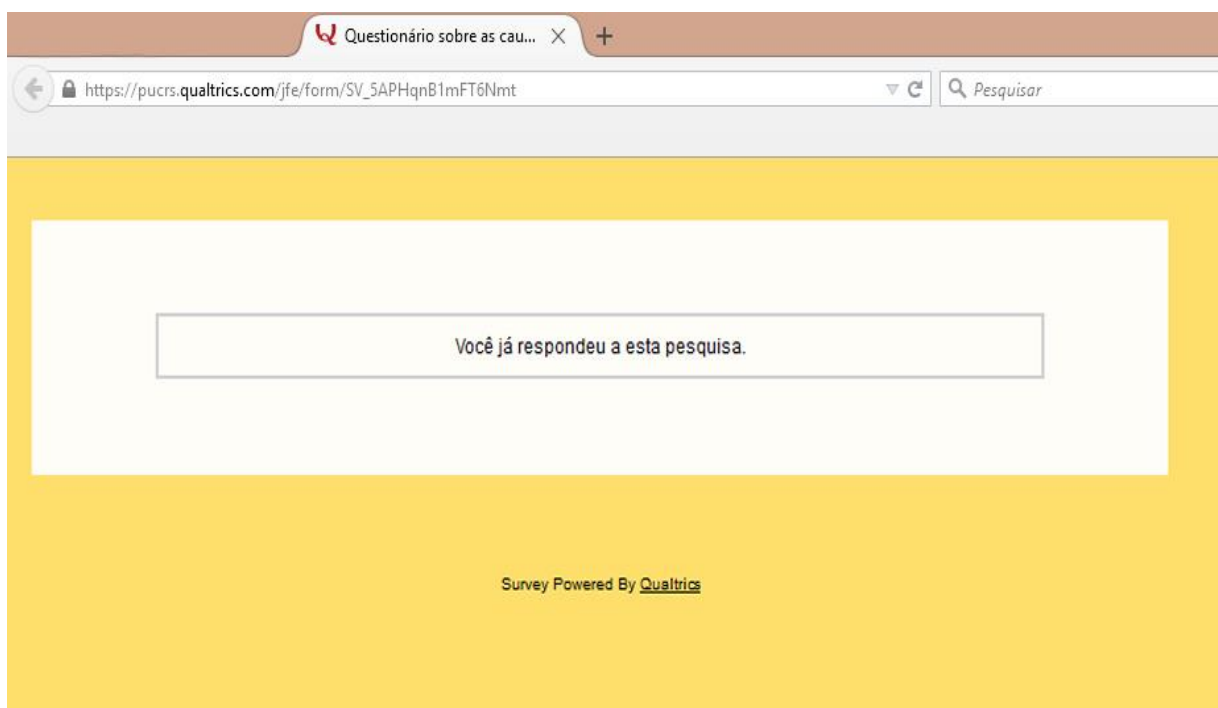 Questionário sobre as cau...
https://pucrs.qualtrics.com/jfe/form/SV_5APHqnB1mFT6Nmt
Pesquisar
Você já respondeu a esta pesquisa.
Survey Powered By Qualtrics